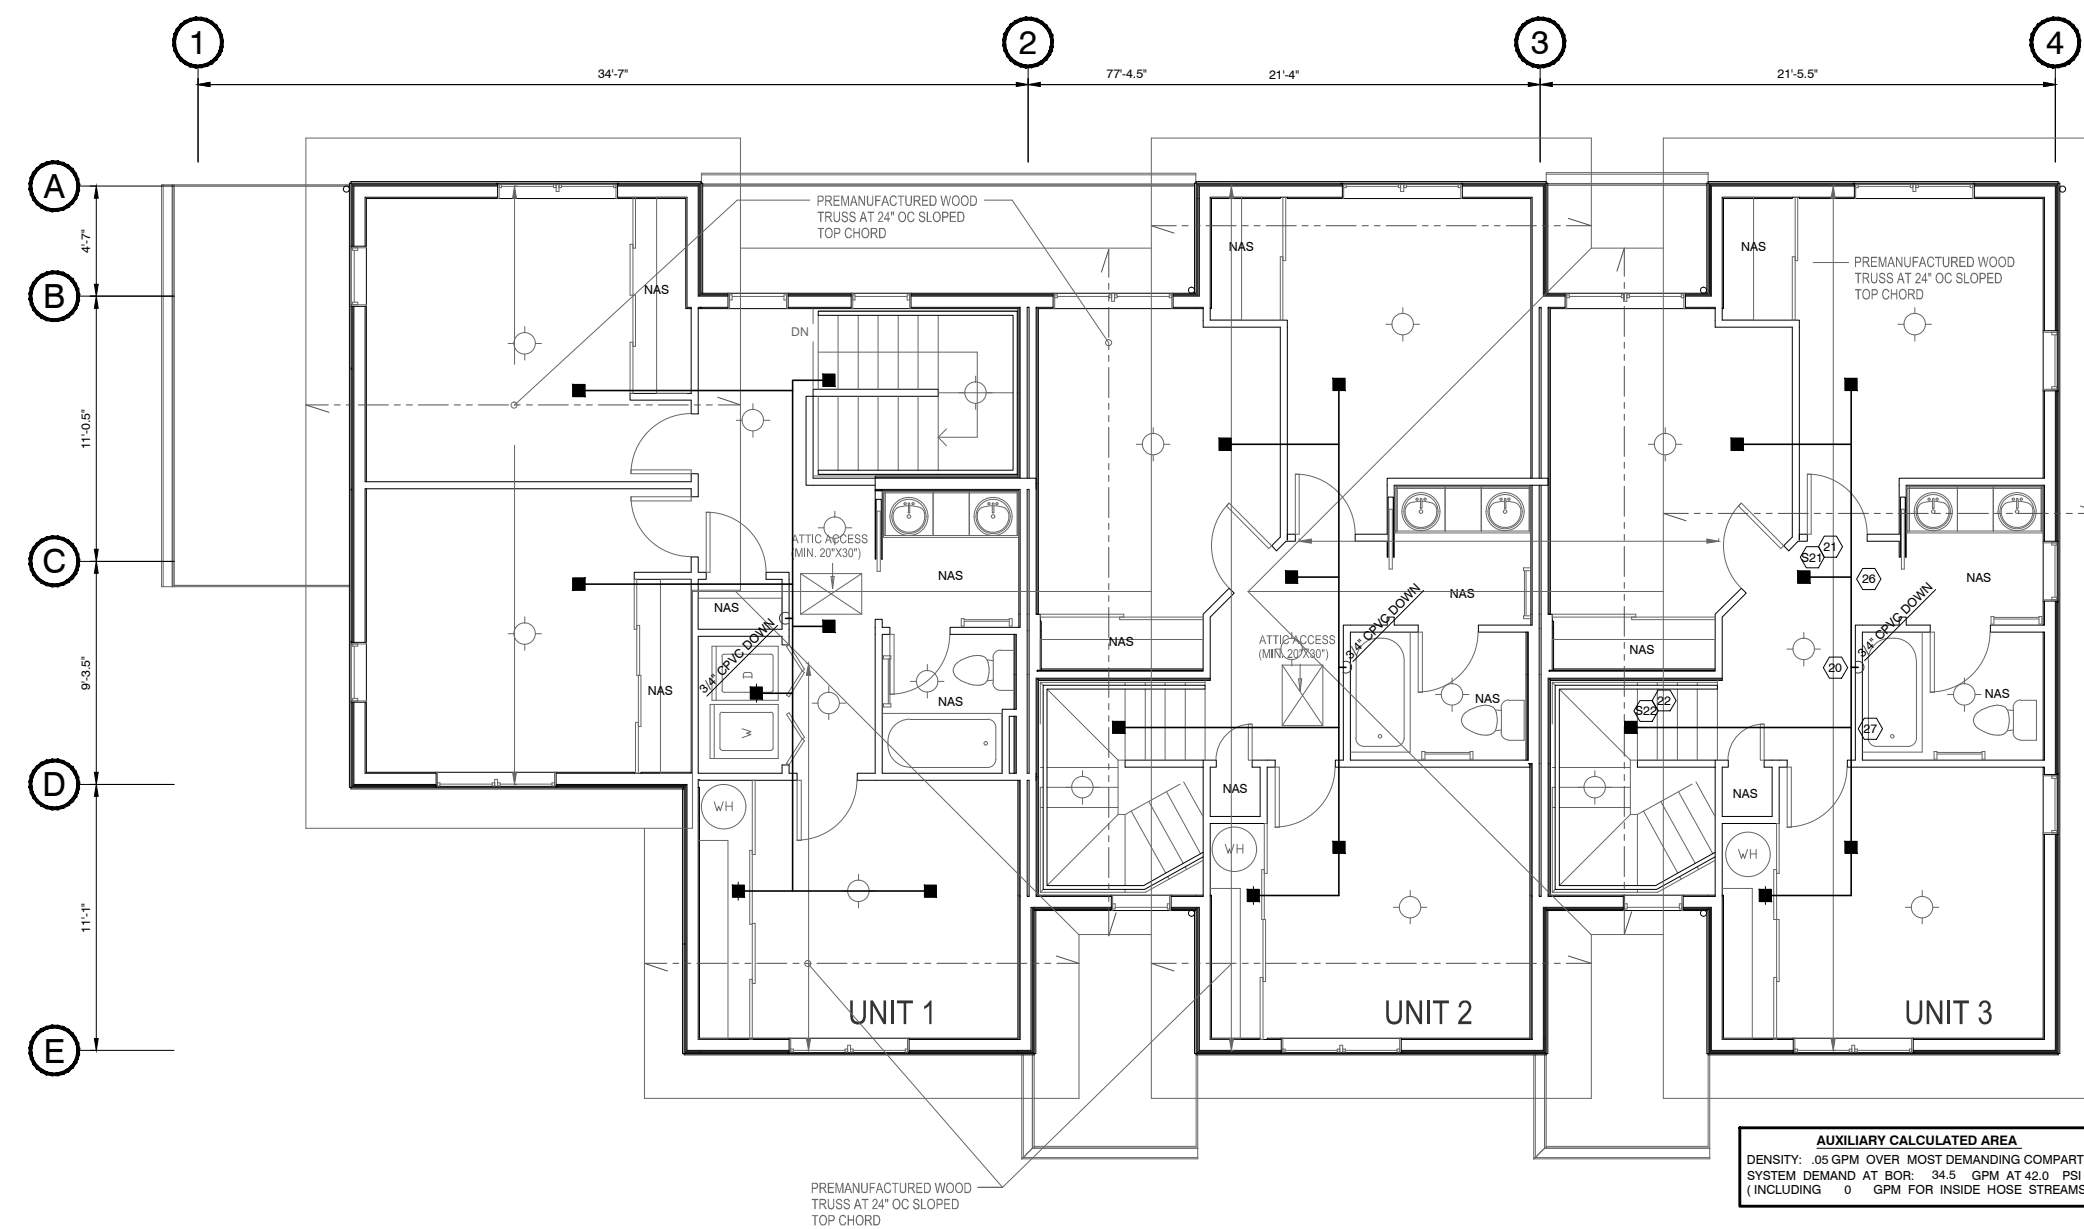 1
2
3
4
34'-7"
77'-4.5"
21'-4"
21'-5.5"
A
B
C
D
E
4'-7"
11'-0.5"
9'-3.5"
11'-1"
PREMANUFACTURED WOOD
TRUSS AT 24" OC SLOPED
TOP CHORD
NAS
NAS
PREMANUFACTURED WOOD
TRUSS AT 24" OC SLOPED
TOP CHORD
NAS
DN
ATTIC ACCESS
(MIN. 20"X30")
NAS
NAS
3/4" CPVC DOWN
D
W
NAS
NAS
NAS
NAS
ATTIC ACCESS
(MIN. 20"X30")
3/4" CPVC DOWN
NAS
21
S21
26
NAS
3/4" CPVC DOWN
NAS
20
NAS
22
S22
27
WH
NAS
WH
NAS
WH
UNIT 1
UNIT 2
UNIT 3
PREMANUFACTURED WOOD
TRUSS AT 24" OC SLOPED
TOP CHORD
AUXILIARY CALCULATED AREA
DENSITY: .05 GPM OVER MOST DEMANDING COMPART
SYSTEM DEMAND AT BOR: 34.5 GPM AT 42.0 PSI
( INCLUDING 0 GPM FOR INSIDE HOSE STREAMS